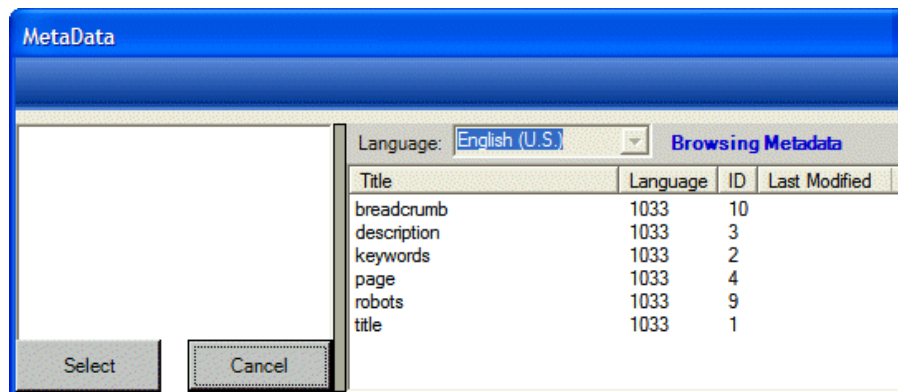 MetaData
Language: English (U.S.) Browsing Metadata
Title Language ID Last Modified
breadcrumb 1033 10
description 1033 3
keywords 1033 2
page 1033 4
robots 1033 9
title 1033 1
Select Cancel